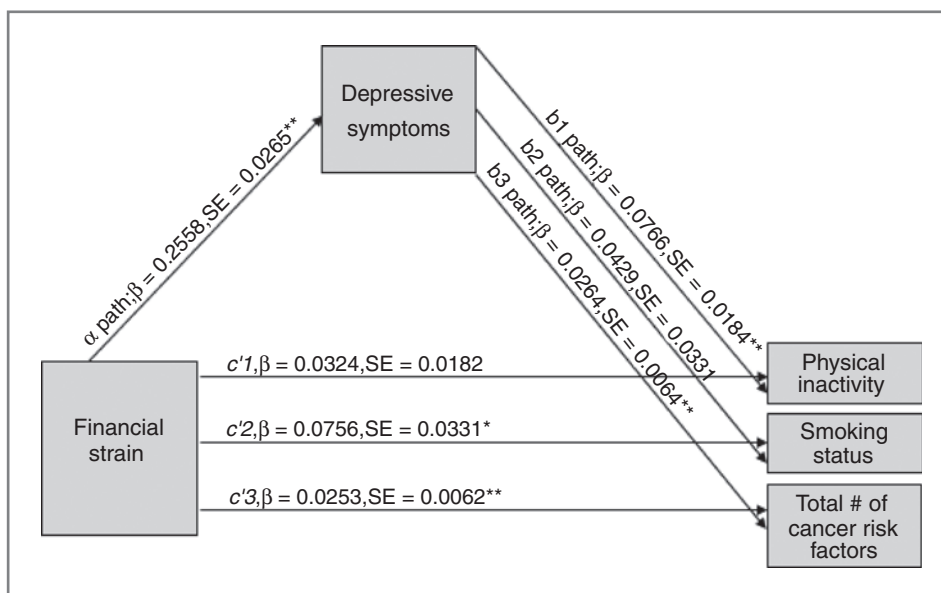 Depressive
symptoms
α path;β = 0.2558,SE = 0.0265**
b1 path;β = 0.0766,SE = 0.0184**
b2 path;β = 0.0429,SE = 0.0331
b3 path;β = 0.0264,SE = 0.0064**
Financial
strain
c'1,β = 0.0324,SE = 0.0182
c'2,β = 0.0756,SE = 0.0331*
c'3,β = 0.0253,SE = 0.0062**
Physical
inactivity
Smoking
status
Total # of
cancer risk
factors